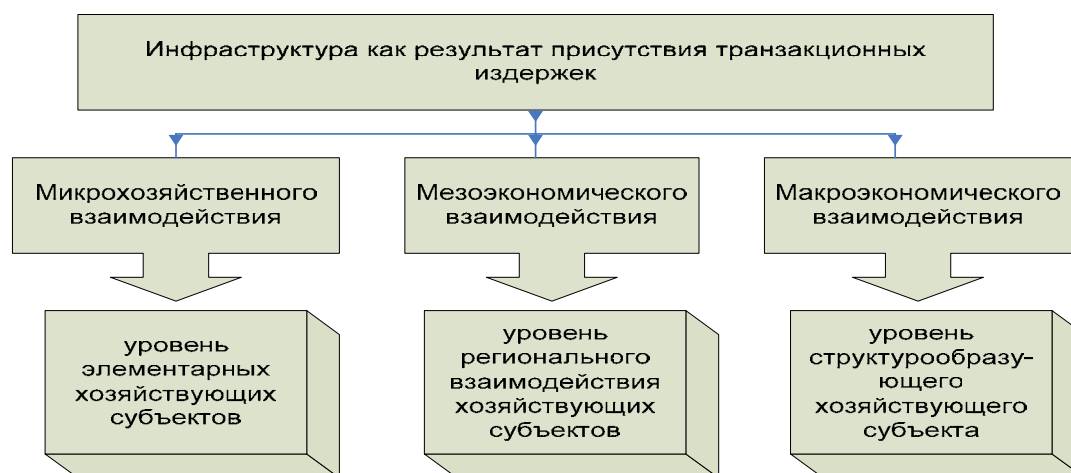 Инфраструктура как результат присутствия транзакционных
издержек
Микрохозяйственного
взаимодействия
Мезоэкономического
взаимодействия
Макроэкономического
взаимодействия
уровень
элементарных
хозяйствующих
субъектов
уровень
регионального
взаимодействия
хозяйствующих
субъектов
уровень
структурообразу-
ющего
хозяйствующего
субъекта